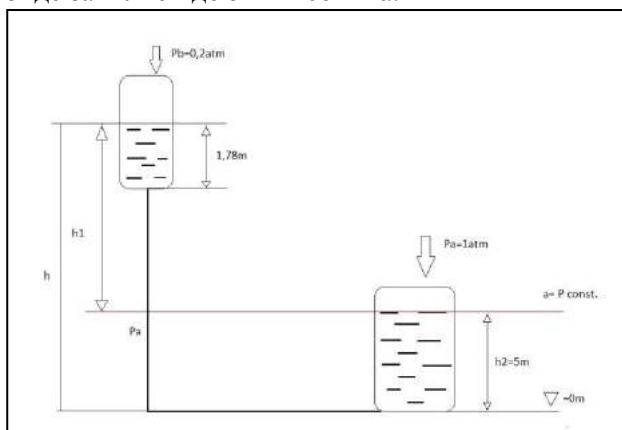 Pb=0,2atm
1,78m
h1
h
Pa=1atm
a= P const.
Pa
h2=5m
=0m